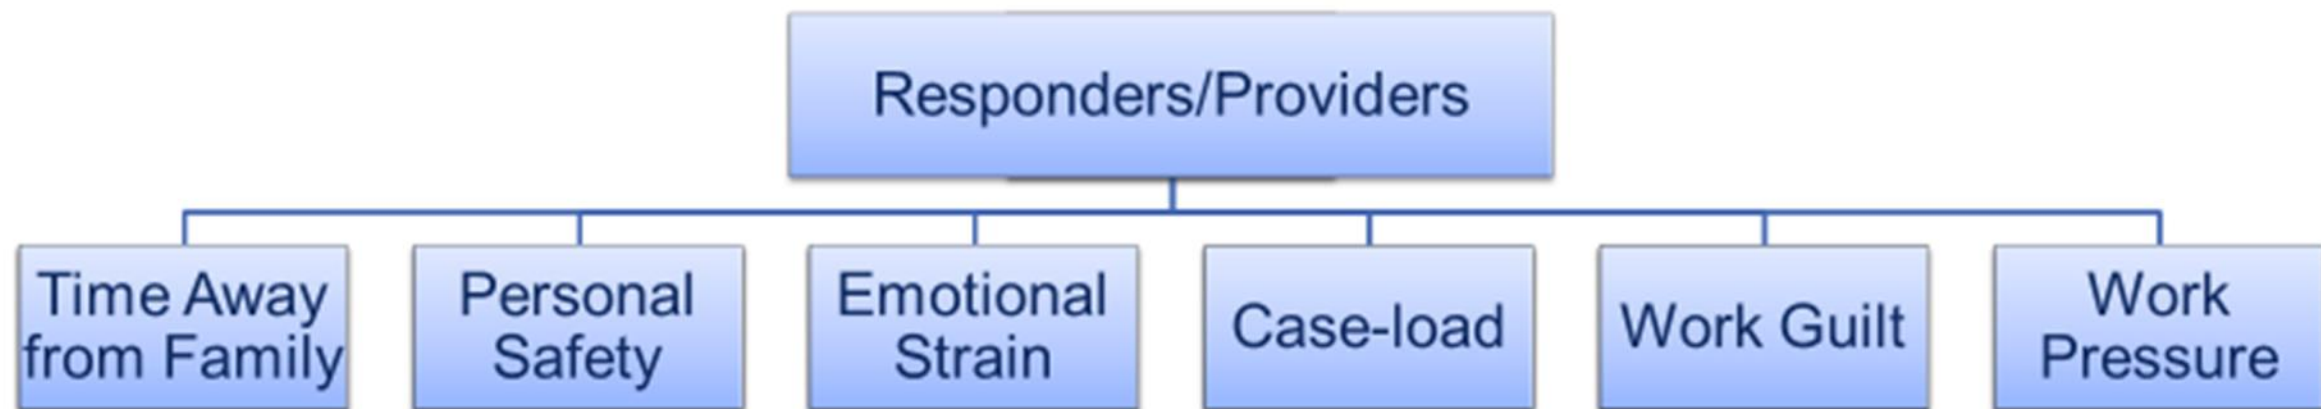 Responders/Providers
Time Away
from Family
Personal
Safety
Emotional
Strain
Case-load
Work Guilt
Work
Pressure